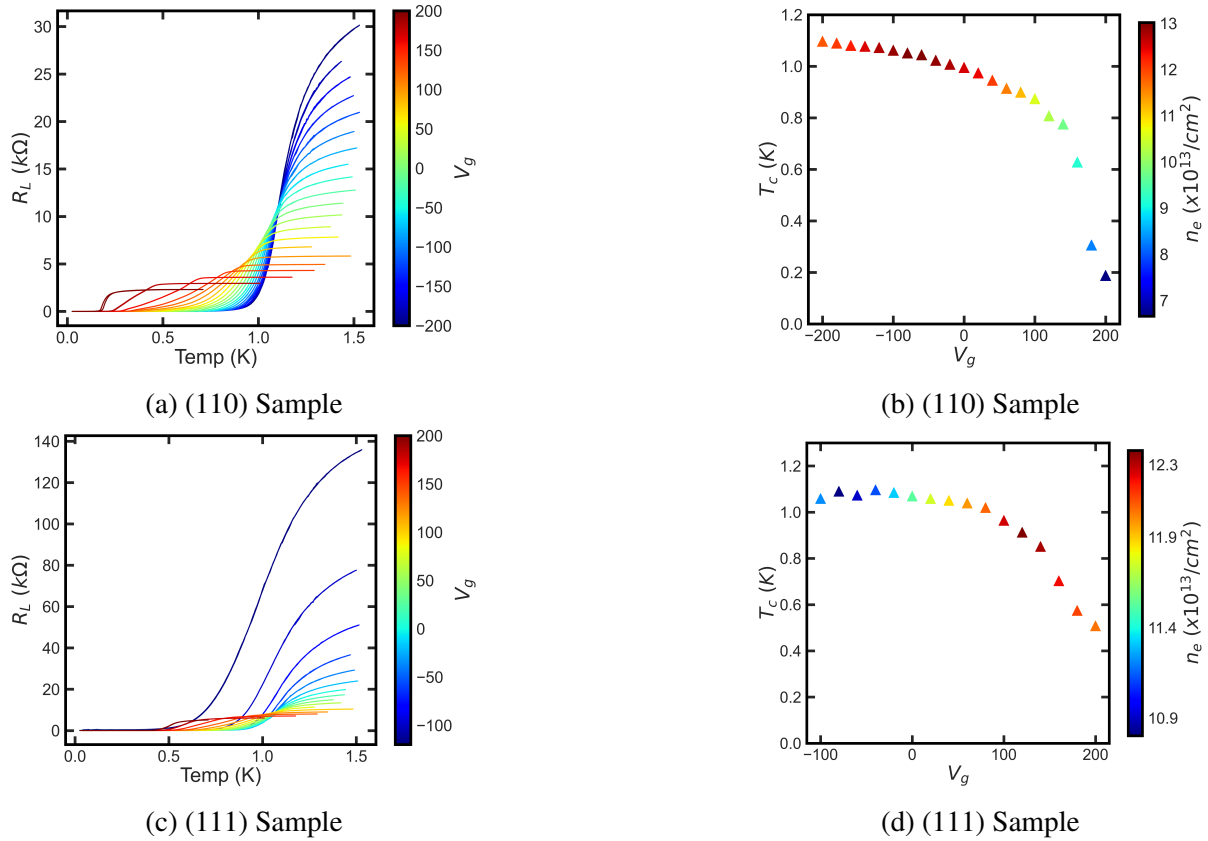 R_L (kΩ)
30
25
20
15
10
5
0
0.0 0.5 1.0 1.5
Temp (K)
200
150
100
50
0
−50
−100
−150
−200
V_g
(a) (110) Sample
T_c (K)
1.2
1.0
0.8
0.6
0.4
0.2
0.0
−200 −100 0 100 200
V_g
13
12
11
10
9
8
7
n_e (x10^{13}/cm^2)
(b) (110) Sample
R_L (kΩ)
140
120
100
80
60
40
20
0
0.0 0.5 1.0 1.5
Temp (K)
200
150
100
50
0
−50
−100
V_g
(c) (111) Sample
T_c (K)
1.2
1.0
0.8
0.6
0.4
0.2
0.0
−100 0 100 200
V_g
12.3
11.9
11.4
10.9
n_e (x10^{13}/cm^2)
(d) (111) Sample